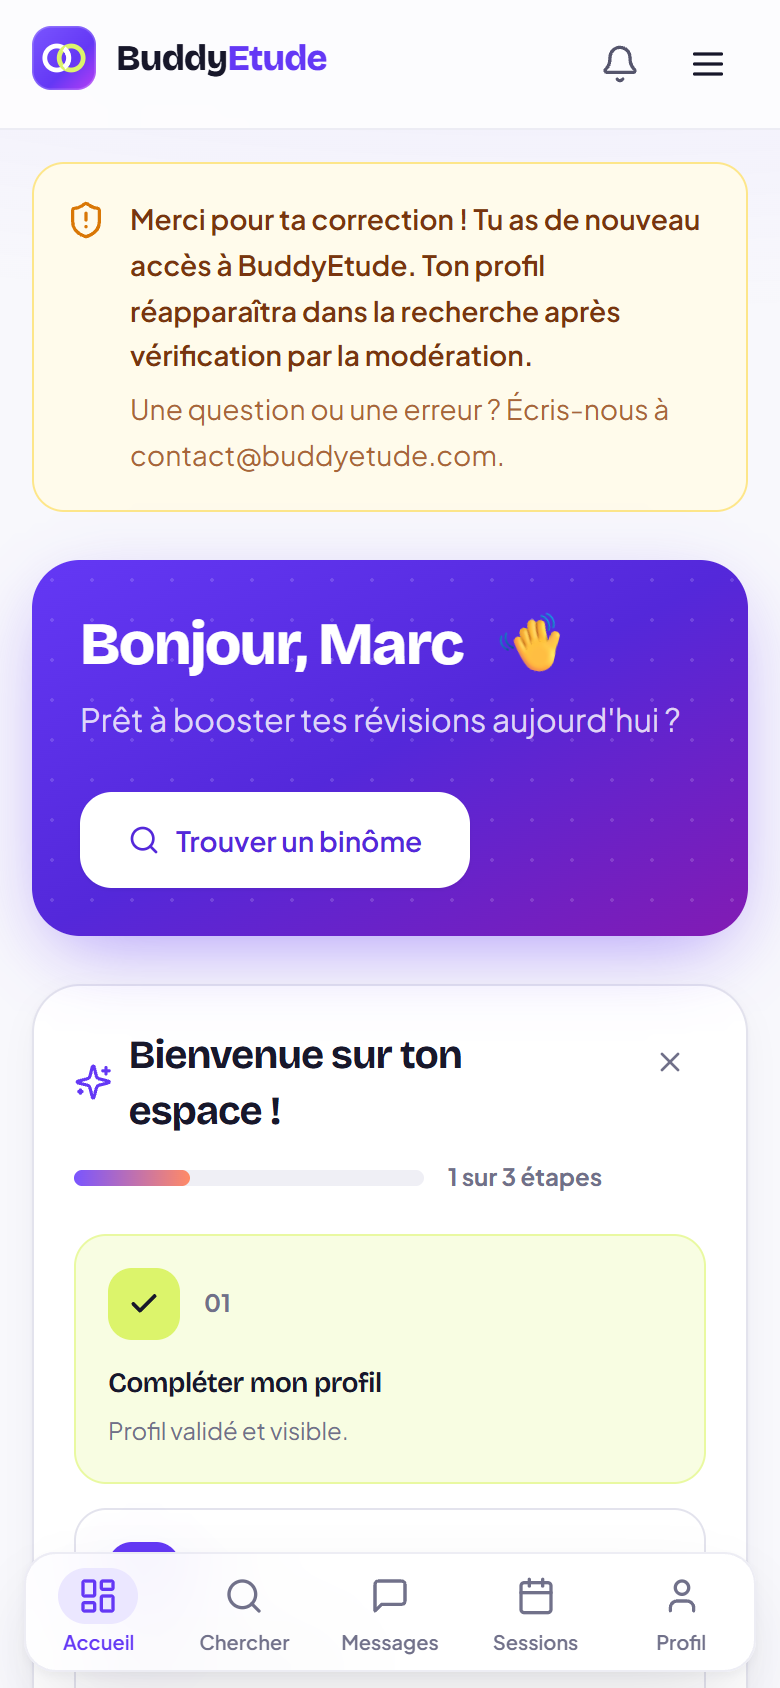 BuddyEtude
Merci pour ta correction ! Tu as de nouveau
accès à BuddyEtude. Ton profil
réapparaîtra dans la recherche après
vérification par la modération.
Une question ou une erreur ? Écris-nous à
contact@buddyetude.com.
Bonjour, Marc 👋
Prêt à booster tes révisions aujourd'hui ?
Trouver un binôme
Bienvenue sur ton
espace !
1 sur 3 étapes
01
Compléter mon profil
Profil validé et visible.
Accueil Chercher Messages Sessions Profil